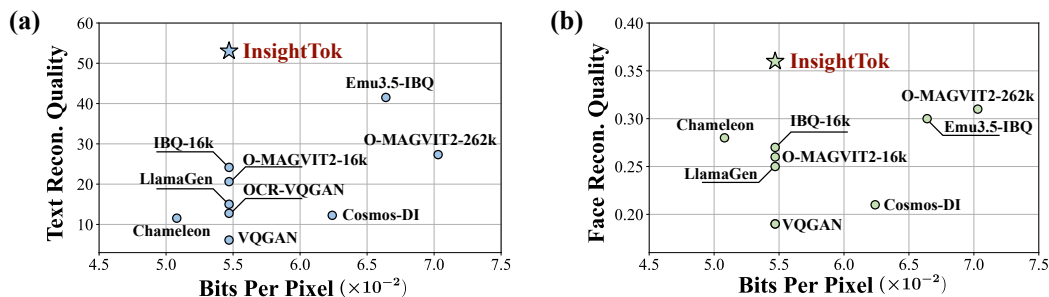 (a)
Text Recon. Quality
60
50
40
30
20
10
InsightTok
Emu3.5-IBQ
O-MAGVIT2-262k
IBQ-16k
O-MAGVIT2-16k
LlamaGen
OCR-VQGAN
Chameleon
Cosmos-DI
VQGAN
4.5 5.0 5.5 6.0 6.5 7.0 7.5
Bits Per Pixel (×10⁻²)
(b)
Face Recon. Quality
0.40
0.35
0.30
0.25
0.20
InsightTok
O-MAGVIT2-262k
Chameleon
IBQ-16k
Emu3.5-IBQ
O-MAGVIT2-16k
LlamaGen
Cosmos-DI
VQGAN
4.5 5.0 5.5 6.0 6.5 7.0 7.5
Bits Per Pixel (×10⁻²)